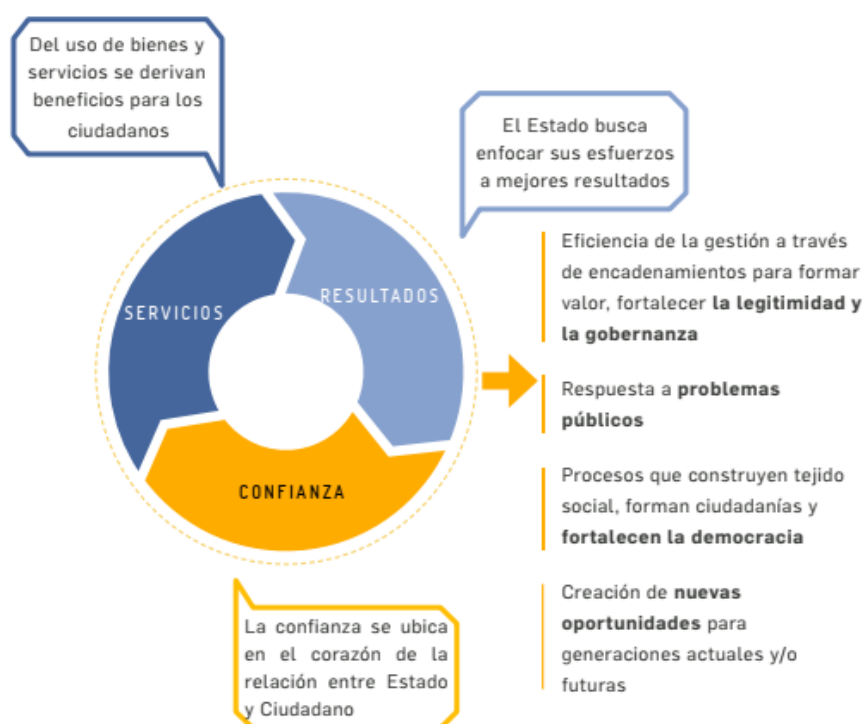 Del uso de bienes y
servicios se derivan
beneficios para los
ciudadanos
El Estado busca
enfocar sus esfuerzos
a mejores resultados
SERVICIOS
RESULTADOS
CONFIANZA
Eficiencia de la gestión a través
de encadenamientos para formar
valor, fortalecer la legitimidad y
la gobernanza
Respuesta a problemas
públicos
Procesos que construyen tejido
social, forman ciudadanías y
fortalecen la democracia
Creación de nuevas
oportunidades para
generaciones actuales y/o
futuras
La confianza se ubica
en el corazón de la
relación entre Estado
y Ciudadano